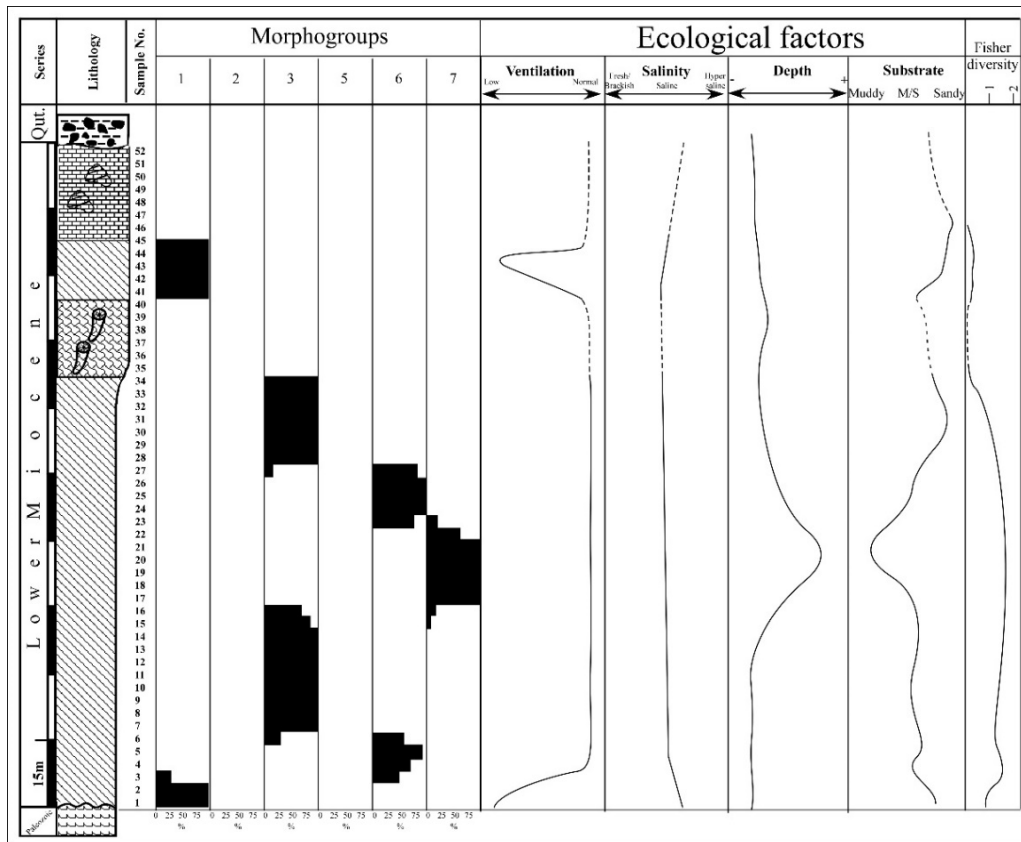 Morphogroups
Ecological factors
Series
Lithology
Sample No.
1 2 3 5 6 7
Ventilation
Low Normal
Salinity
Fresh/ Brackish
Saline
Hyper saline
Depth
- +
Substrate
Muddy M/S Sandy
Fisher diversity
1 2
Qut.
Lower Miocene
15m
Paleocene
52
51
50
49
48
47
46
45
44
43
42
41
40
39
38
37
36
35
34
33
32
31
30
29
28
27
26
25
24
23
22
21
20
19
18
17
16
15
14
13
12
11
10
9
8
7
6
5
4
3
2
1
0 25 50 75 0 25 50 75 0 25 50 75 0 25 50 75 0 25 50 75 0 25 50 75
% % % % % %